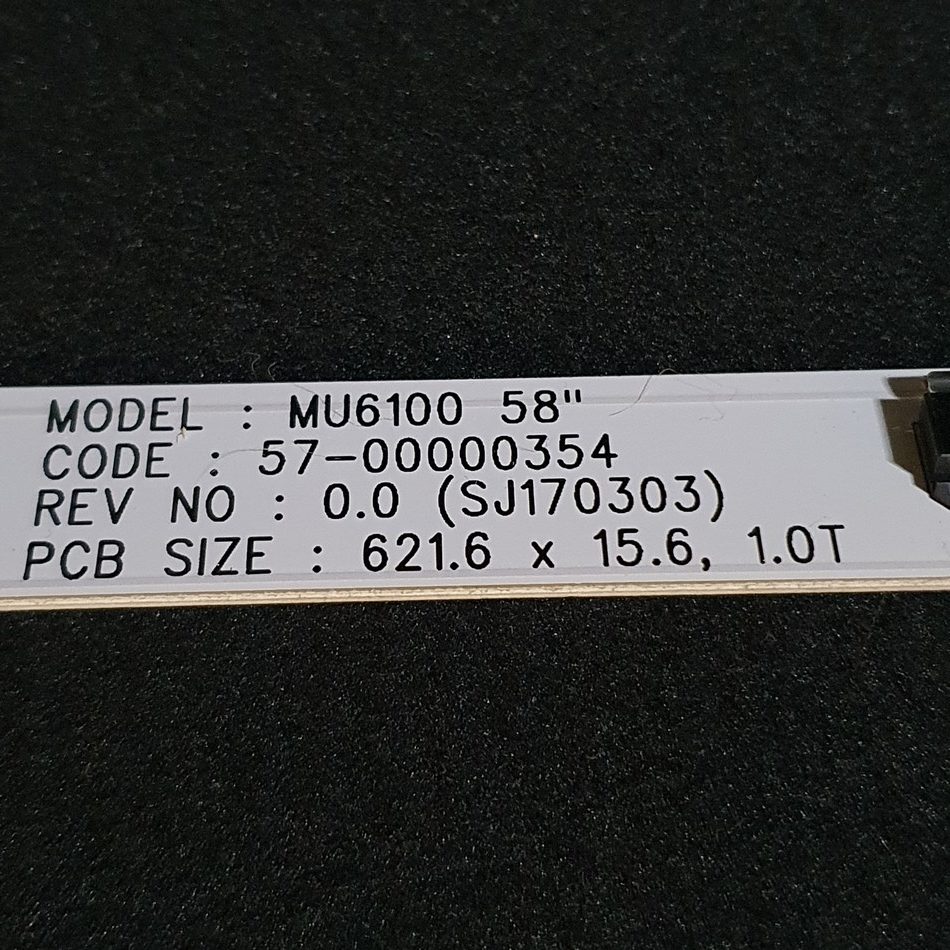 MODEL : MU6100 58"
CODE : 57-00000354
REV NO : 0.0 (SJ170303)
PCB SIZE : 621.6 x 15.6, 1.0T